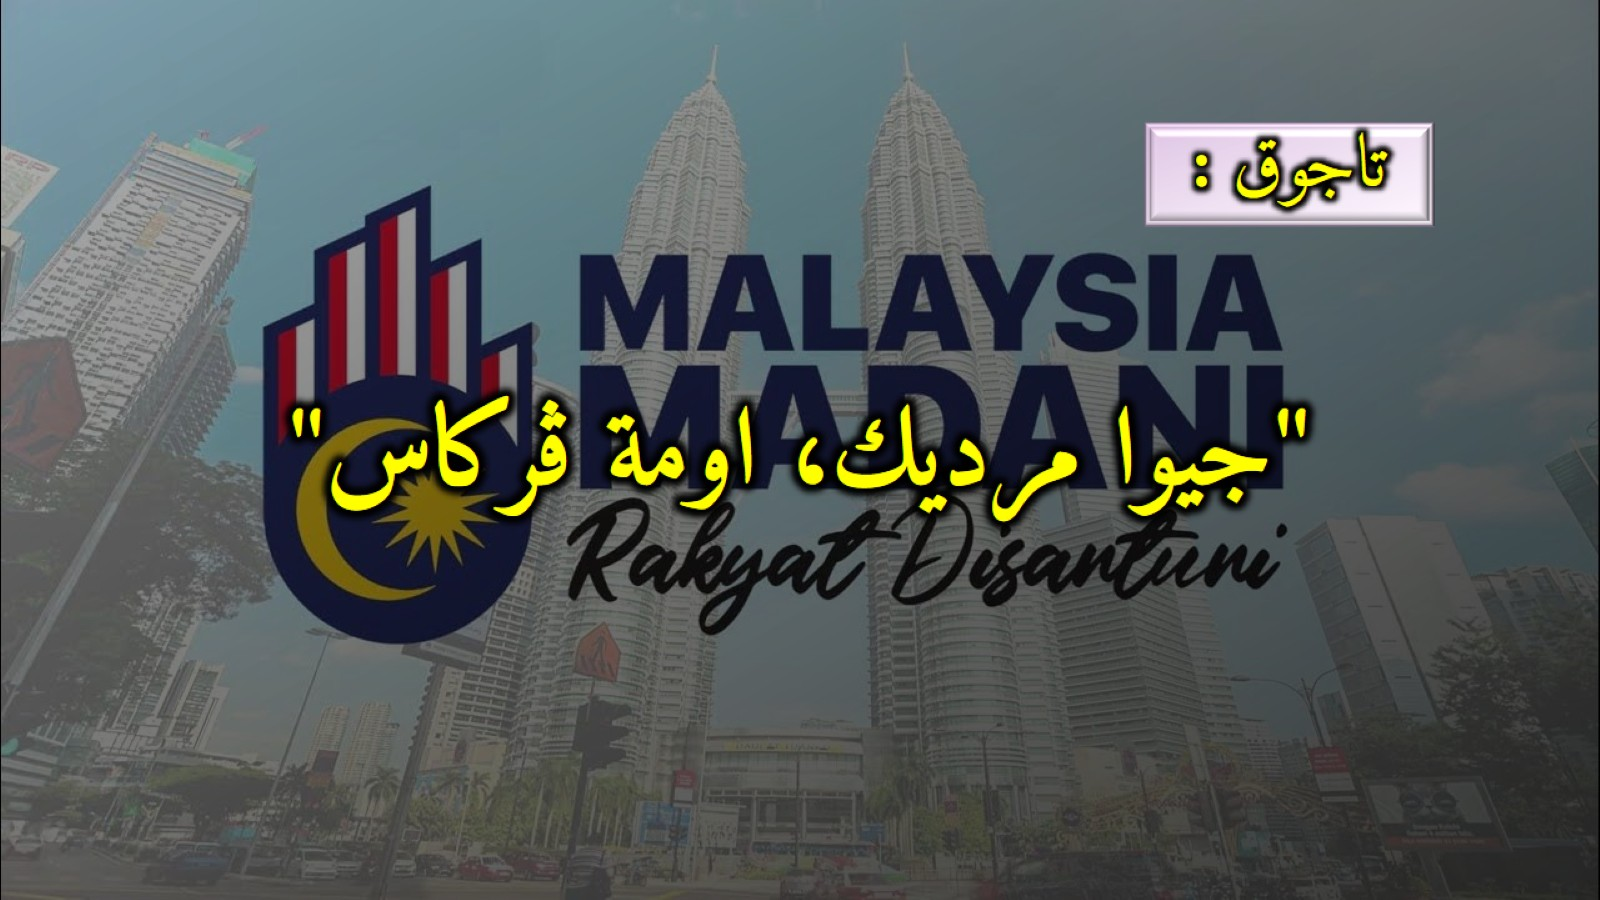 تاجوق :
MALAYSIA
MADANI
"جيوا مرديك، اومة ڤركاس"
Rakyat Disantuni